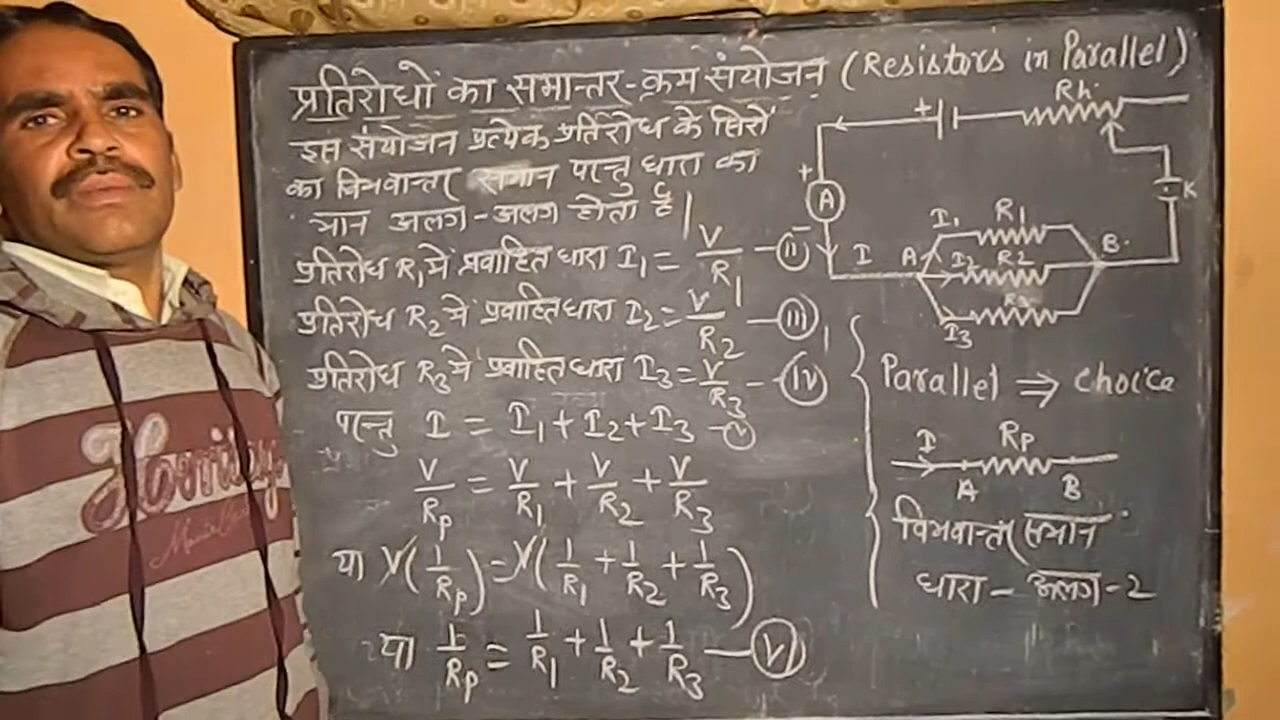 प्रतिरोधों का समान्तर-क्रम संयोजन (Resistors in Parallel)
इस संयोजन प्रत्येक प्रतिरोध के सिरों
का विभवान्तर समान परन्तु धारा का
मान अलग-अलग होता है|
प्रतिरोध R₁ में प्रवाहित धारा I₁ = V/R₁ - (ii)
प्रतिरोध R₂ में प्रवाहित धारा I₂ = V/R₂ - (iii)
प्रतिरोध R₃ में प्रवाहित धारा I₃ = V/R₃ - (iv)
परन्तु I = I₁ + I₂ + I₃ - (v)
V/Rp = V/R₁ + V/R₂ + V/R₃
या V(1/Rp) = V(1/R₁ + 1/R₂ + 1/R₃)
या 1/Rp = 1/R₁ + 1/R₂ + 1/R₃ - (vi)
+ Rh.
+ A - K
I A I₁ R₁ B
I₂ R₂
I₃ R₃
Parallel ⇒ Choice
I Rp
A B
विभवान्तर समान
धारा - अलग-2